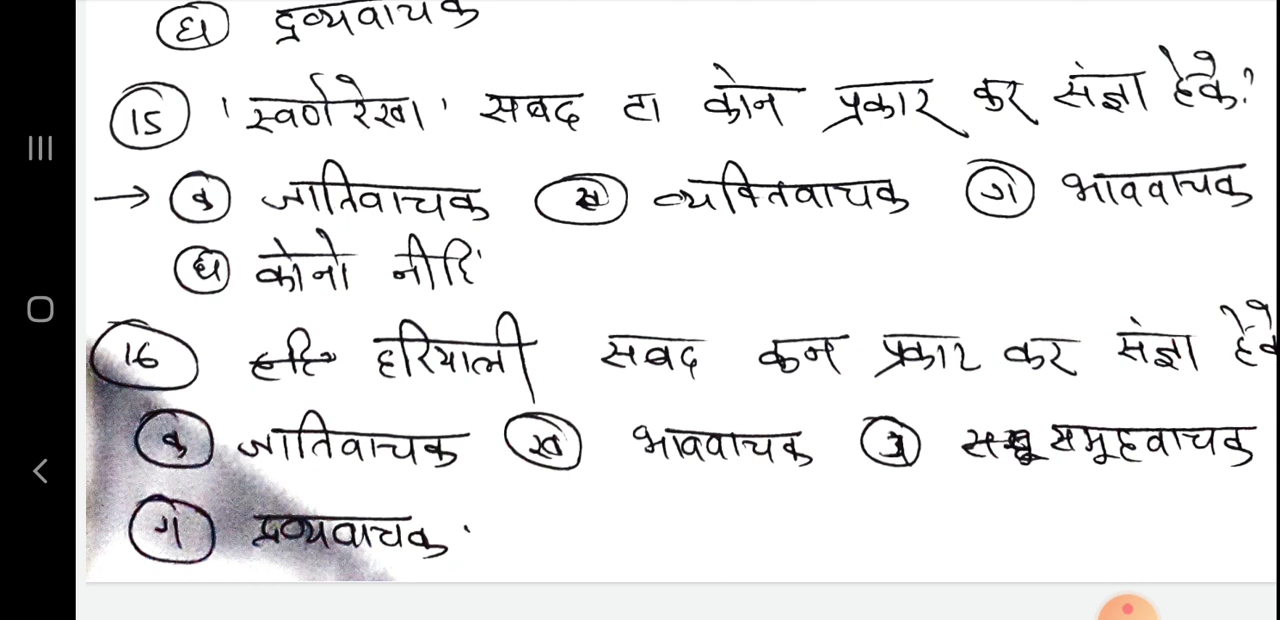 घ द्रव्यवाचक
15 'स्वर्णरेखा' सबद टा कोन प्रकार कर संज्ञा हेके?
→ क जातिवाचक ख व्यक्तिवाचक ग भाववाचक
घ कोनो नीहिं
16 हरियाली सबद कन प्रकार कर संज्ञा हेके
क जातिवाचक ख भाववाचक समूहवाचक
ग द्रव्यवाचक